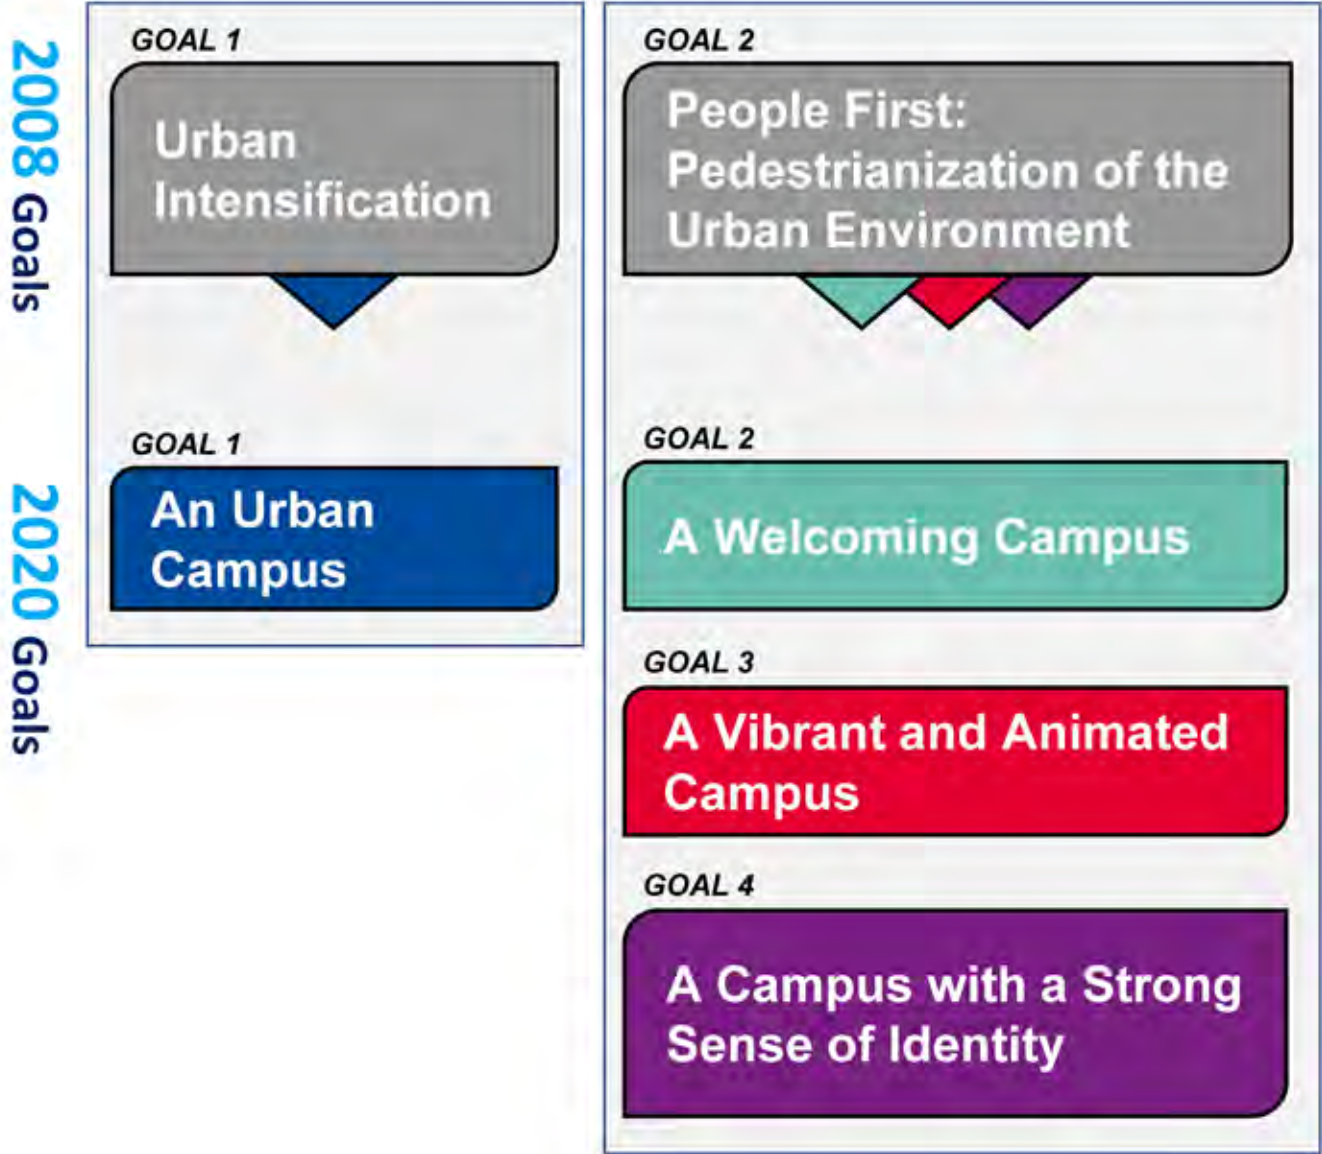 2008 Goals
GOAL 1
Urban
Intensification
GOAL 2
People First:
Pedestrianization of the
Urban Environment
2020 Goals
GOAL 1
An Urban
Campus
GOAL 2
A Welcoming Campus
GOAL 3
A Vibrant and Animated
Campus
GOAL 4
A Campus with a Strong
Sense of Identity